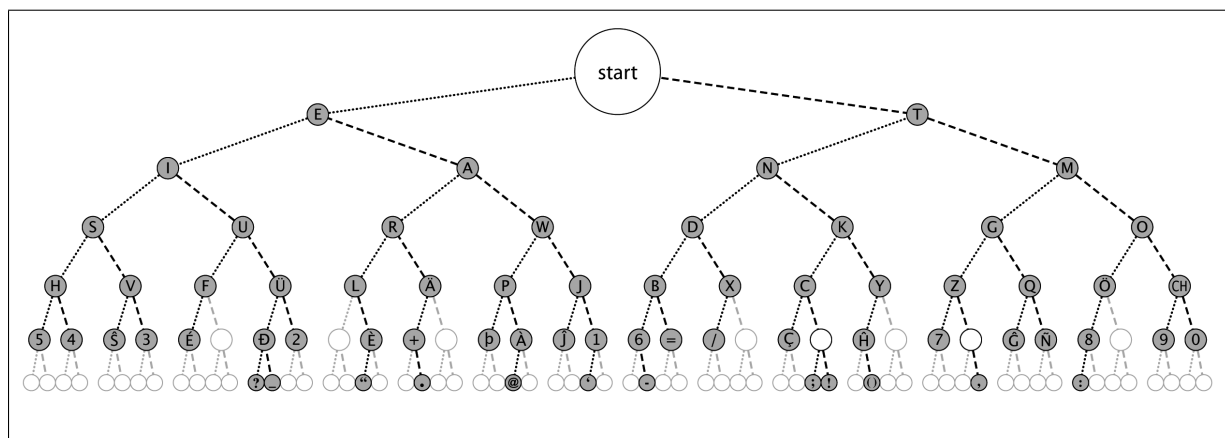 start
E T
I A N M
S U R W D K G O
H V F Ü L Ä P J B X C Y Z Q Ö CH
5 4 Ŝ 3 É Đ 2 È + þ À Ĵ 1 6 = / Ç Ĥ 7 Ĝ Ñ 8 9 0
? _ “ . @ ‘ - ; ! () , :